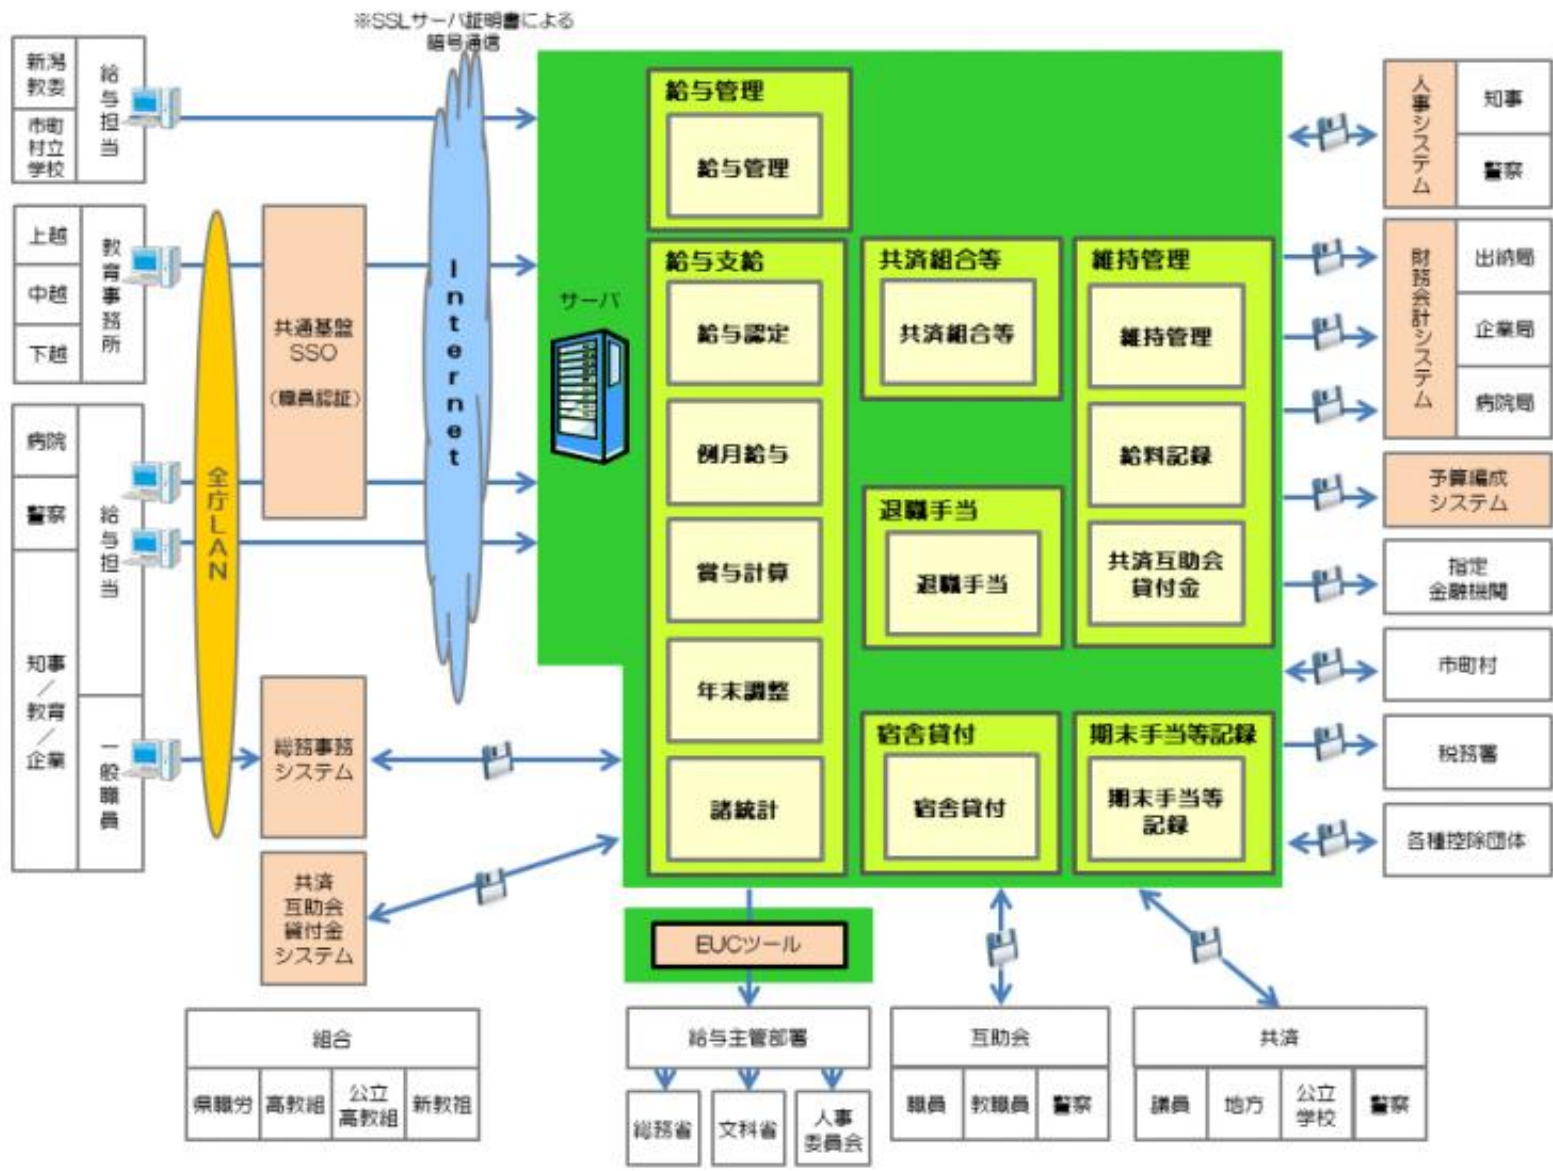 ※SSLサーバ証明書による
暗号通信
新潟
教委
市町
村立
学校
給与担当
上越
中越
下越
教育事務所
病院
警察
知事
／
教育
／
企業
給与担当
一般職員
全庁LAN
共通基盤
SSO
（職員認証）
Internet
総務事務
システム
共済
互助会
貸付金
システム
サーバ
給与管理
給与管理
給与支給
給与認定
例月給与
賞与計算
年末調整
諸統計
共済組合等
共済組合等
退職手当
退職手当
宿舎貸付
宿舎貸付
維持管理
維持管理
給料記録
共済互助会
貸付金
期末手当等記録
期末手当等
記録
人事システム
知事
警察
財務会計システム
出納局
企業局
病院局
予算編成
システム
指定
金融機関
市町村
税務署
各種控除団体
EUCツール
組合
県職労
高教組
公立
高教組
新教祖
給与主管部署
総務省
文科省
人事
委員会
互助会
職員
教職員
警察
共済
議員
地方
公立
学校
警察